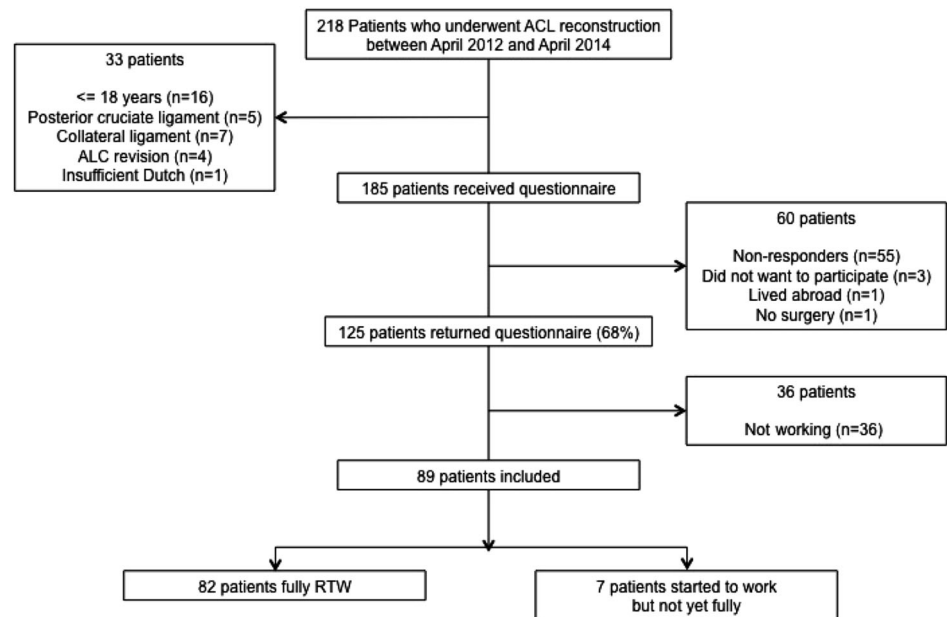 218 Patients who underwent ACL reconstruction
between April 2012 and April 2014
33 patients
<= 18 years (n=16)
Posterior cruciate ligament (n=5)
Collateral ligament (n=7)
ALC revision (n=4)
Insufficient Dutch (n=1)
185 patients received questionnaire
60 patients
Non-responders (n=55)
Did not want to participate (n=3)
Lived abroad (n=1)
No surgery (n=1)
125 patients returned questionnaire (68%)
36 patients
Not working (n=36)
89 patients included
82 patients fully RTW
7 patients started to work
but not yet fully